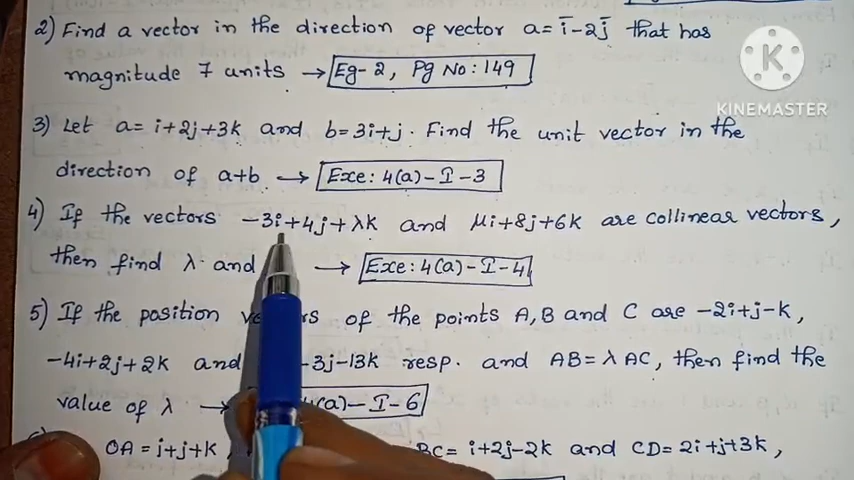 2) Find a vector in the direction of vector a = i̅ - 2j̅ that has
magnitude 7 units → Eg-2, Pg No: 149
KINEMASTER
3) Let a = i+2j+3k and b = 3i+j. Find the unit vector in the
direction of a+b → Exe: 4(a)-I-3
4) If the vectors -3i+4j+λk and μi+8j+6k are collinear vectors,
then find λ and → Exe: 4(a)-I-4
5) If the position of the points A, B and C are -2i+j-k,
-4i+2j+2k and -3j-13k resp. and AB = λ AC, then find the
value of λ → 4(a)-I-6
OA = i+j+k, BC = i+2j-2k and CD = 2i+j+3k,